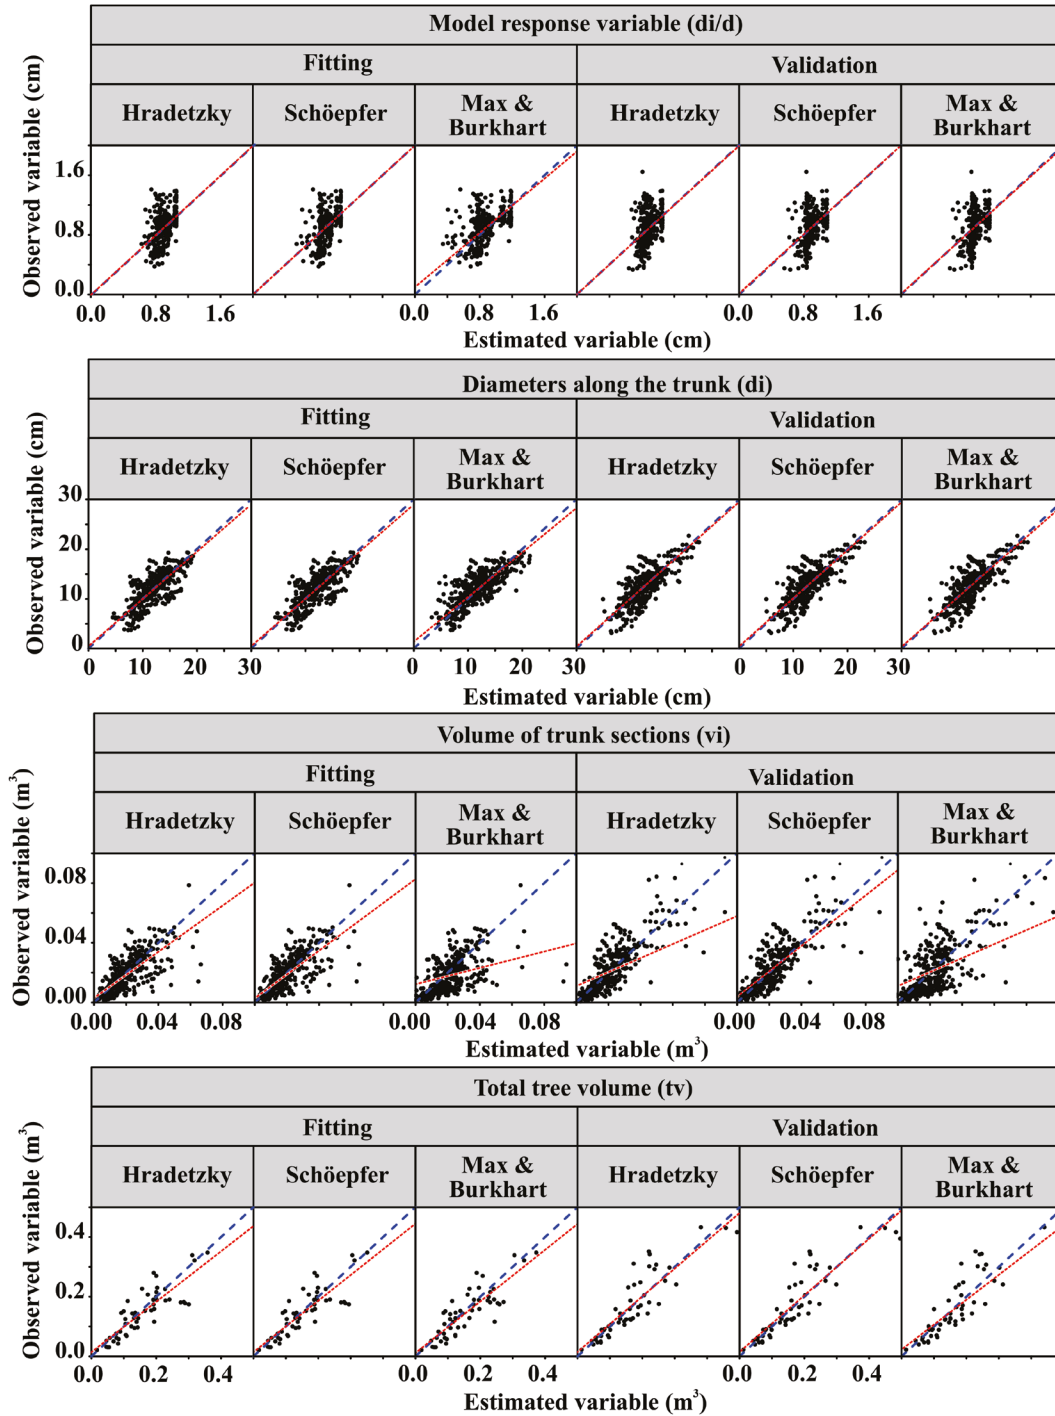 Model response variable (di/d)
Fitting Validation
Hradetzky Schöepfer Max & Burkhart Hradetzky Schöepfer Max & Burkhart
Observed variable (cm)
1.6
0.8
0.0
0.0 0.8 1.6 0.0 0.8 1.6 0.0 0.8 1.6
Estimated variable (cm)
Diameters along the trunk (di)
Fitting Validation
Hradetzky Schöepfer Max & Burkhart Hradetzky Schöepfer Max & Burkhart
Observed variable (cm)
30
20
10
0
0 10 20 30 0 10 20 30 0 10 20 30
Estimated variable (cm)
Volume of trunk sections (vi)
Fitting Validation
Hradetzky Schöepfer Max & Burkhart Hradetzky Schöepfer Max & Burkhart
Observed variable (m³)
0.08
0.04
0.00
0.00 0.04 0.08 0.00 0.04 0.08 0.00 0.04 0.08
Estimated variable (m³)
Total tree volume (tv)
Fitting Validation
Hradetzky Schöepfer Max & Burkhart Hradetzky Schöepfer Max & Burkhart
Observed variable (m³)
0.4
0.2
0.0
0.0 0.2 0.4 0.0 0.2 0.4 0.0 0.2 0.4
Estimated variable (m³)